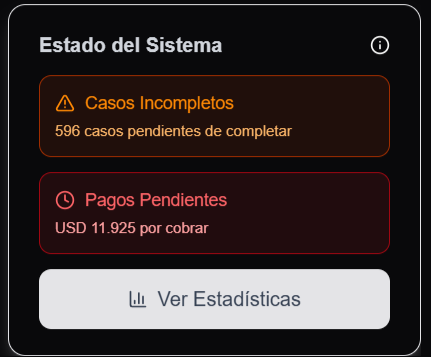 Estado del Sistema
Casos Incompletos
596 casos pendientes de completar
Pagos Pendientes
USD 11.925 por cobrar
Ver Estadísticas